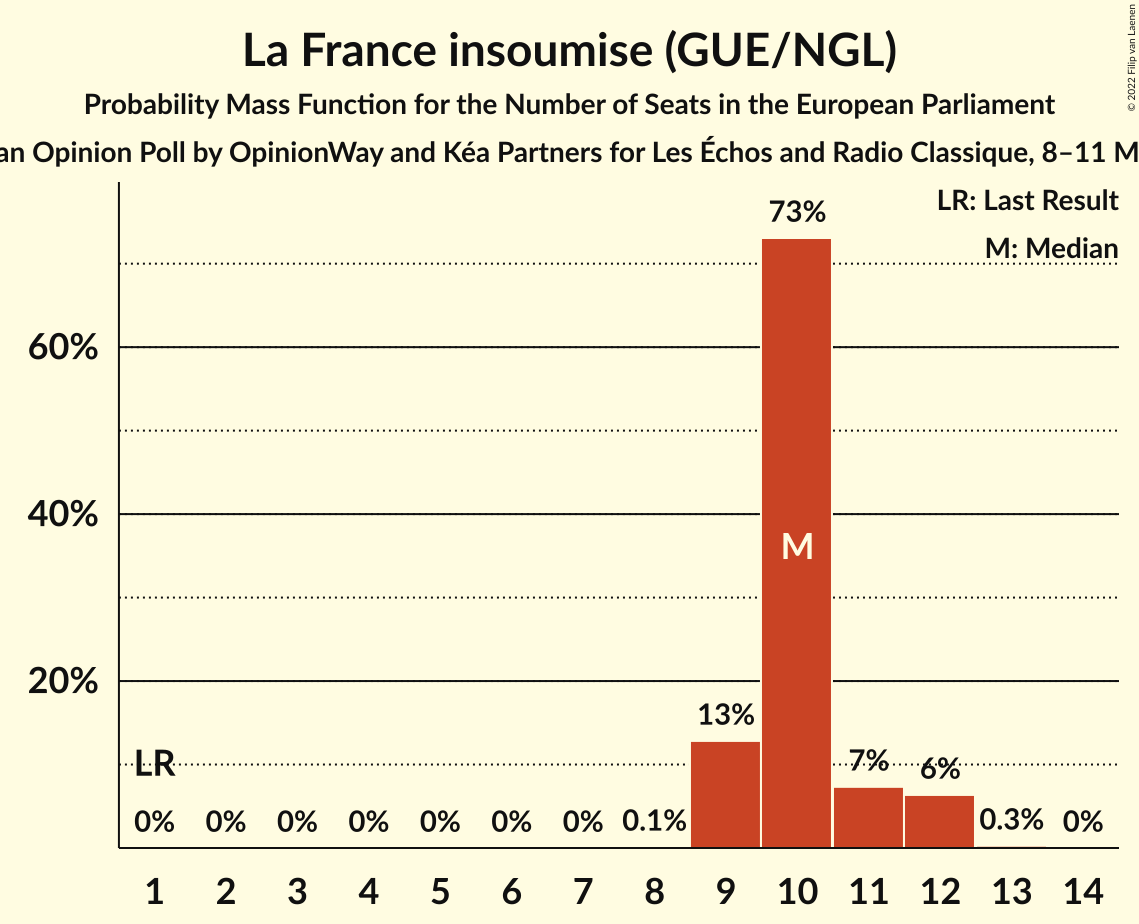 La France insoumise (GUE/NGL)
Probability Mass Function for the Number of Seats in the European Parliament
an Opinion Poll by OpinionWay and Kéa Partners for Les Échos and Radio Classique, 8–11 M
© 2022 Filip van Laenen
LR: Last Result
M: Median
73%
60%
40%
M
20%
13%
LR
7%
6%
0%
0%
0%
0%
0%
0%
0%
0.1%
0.3%
0%
1 2 3 4 5 6 7 8 9 10 11 12 13 14